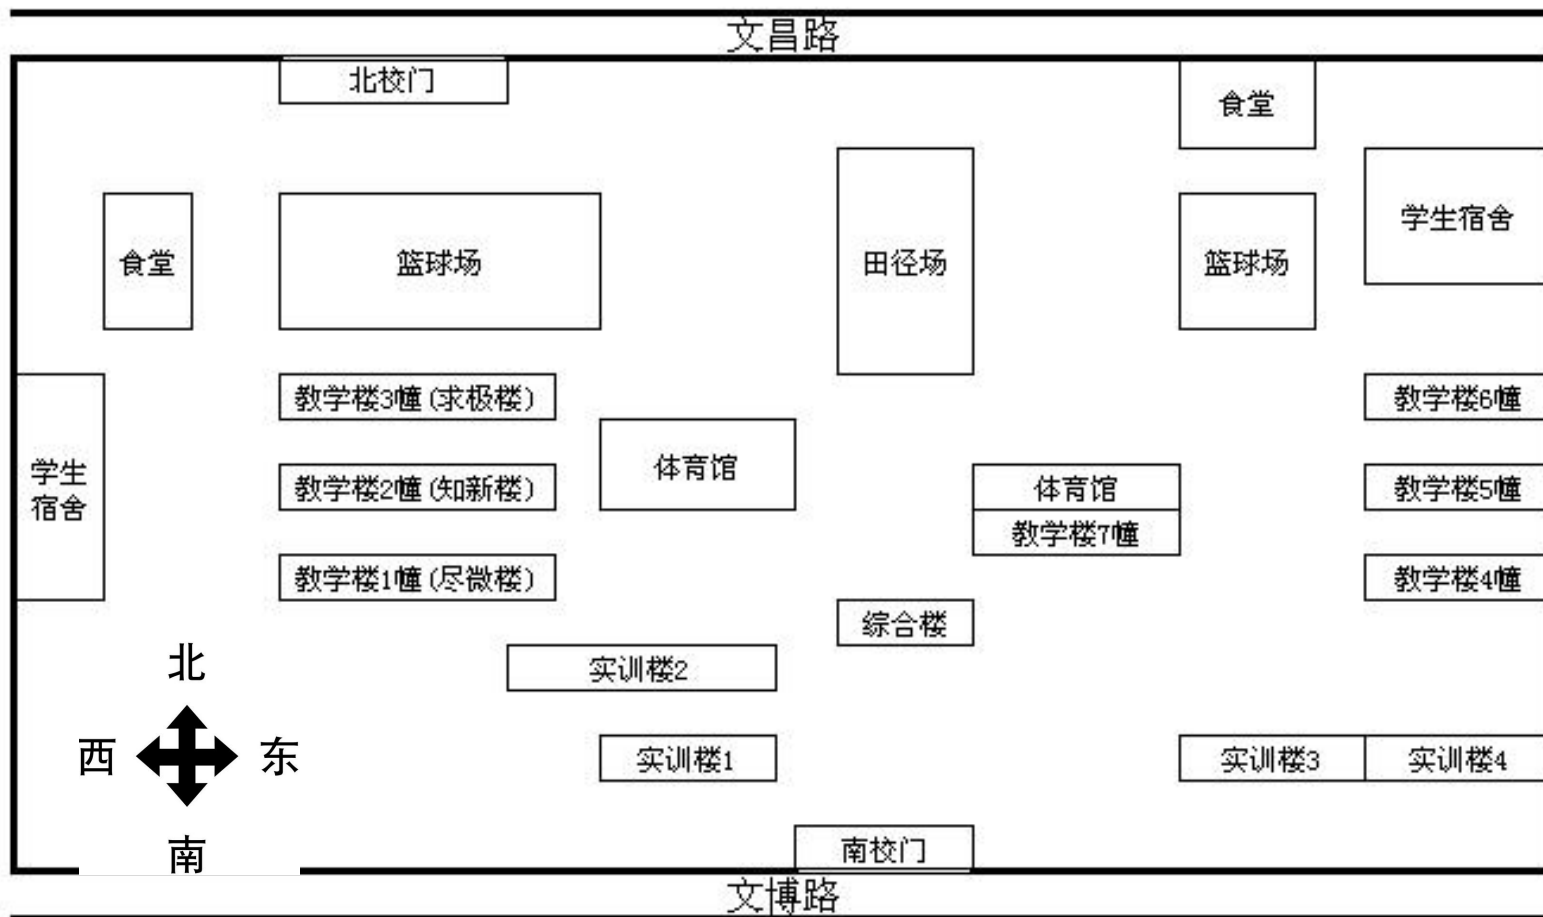 文昌路
北校门
食堂
食堂
篮球场
田径场
篮球场
学生宿舍
教学楼3幢(求极楼)
教学楼6幢
学生
宿舍
教学楼2幢(知新楼)
体育馆
体育馆
教学楼5幢
教学楼7幢
教学楼1幢(尽微楼)
教学楼4幢
综合楼
实训楼2
北
西
东
南
实训楼1
实训楼3
实训楼4
南校门
文博路